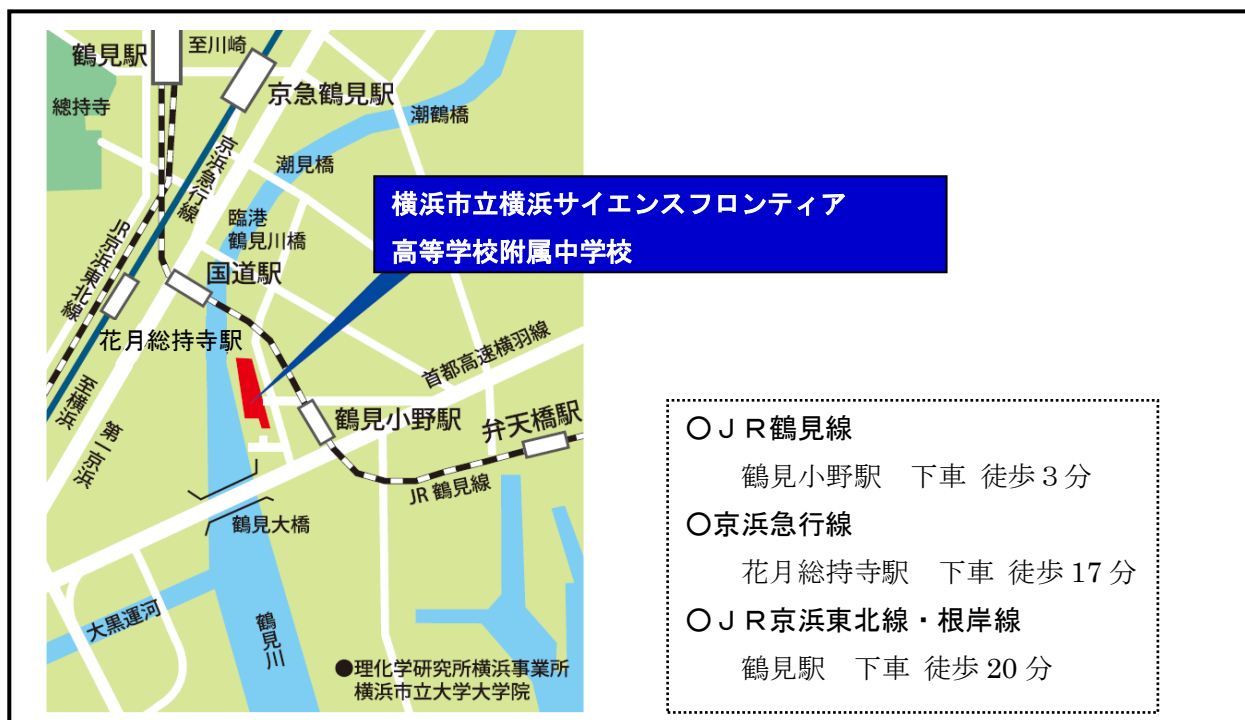 鶴見駅
至川崎
京急鶴見駅
總持寺
潮鶴橋
潮見橋
京浜急行線
横浜市立横浜サイエンスフロンティア
高等学校附属中学校
臨港
鶴見川橋
JR京浜東北線
国道駅
花月総持寺駅
首都高速横羽線
至横浜
第一京浜
鶴見小野駅
弁天橋駅
JR鶴見線
鶴見大橋
大黒運河
鶴見川
●理化学研究所横浜事業所
横浜市立大学大学院
○ＪＲ鶴見線
鶴見小野駅　下車 徒歩３分
○京浜急行線
花月総持寺駅　下車 徒歩 17 分
○ＪＲ京浜東北線・根岸線
鶴見駅　下車 徒歩 20 分